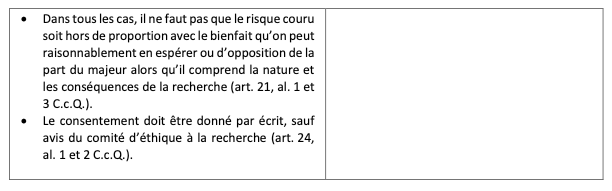 • Dans tous les cas, il ne faut pas que le risque couru
soit hors de proportion avec le bienfait qu'on peut
raisonnablement en espérer ou d'opposition de la
part du majeur alors qu'il comprend la nature et
les conséquences de la recherche (art. 21, al. 1 et
3 C.c.Q.).
• Le consentement doit être donné par écrit, sauf
avis du comité d'éthique à la recherche (art. 24,
al. 1 et 2 C.c.Q.).